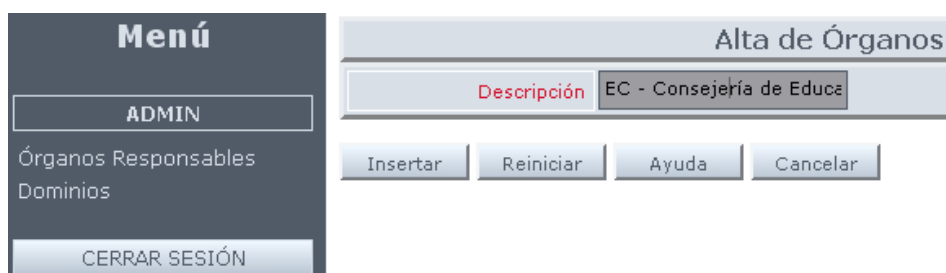 Menú
ADMIN
Órganos Responsables
Dominios
CERRAR SESIÓN
Alta de Órganos
Descripción EC - Consejería de Educa
Insertar Reiniciar Ayuda Cancelar